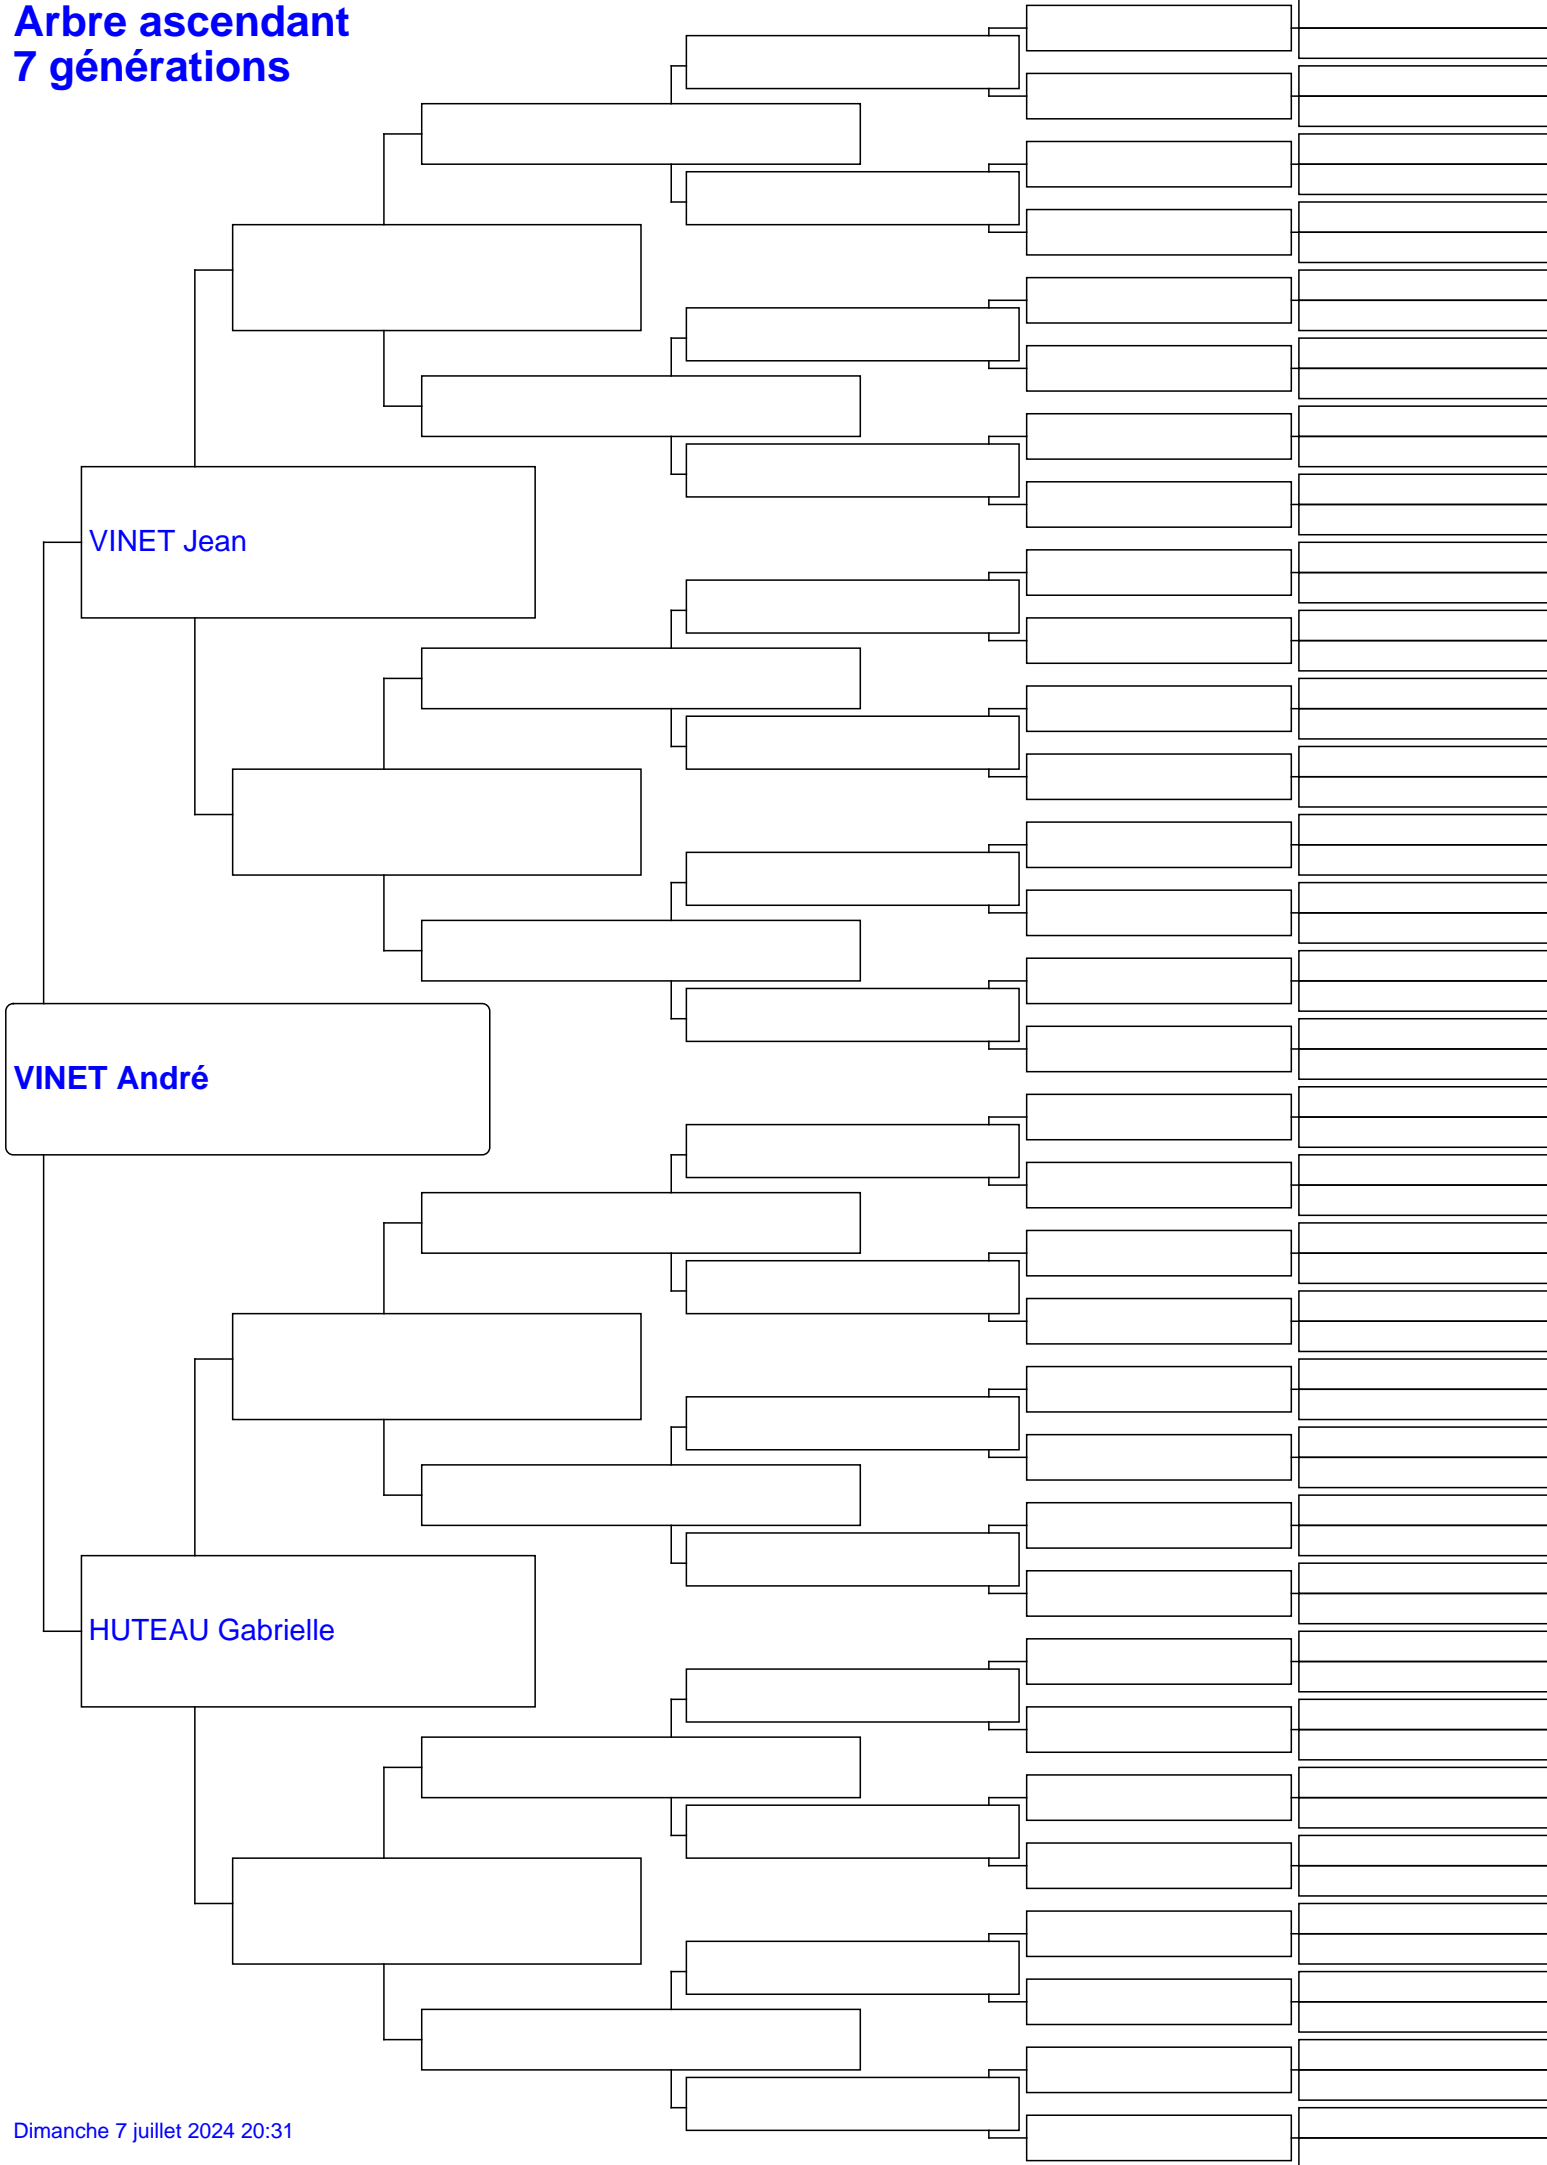 Arbre ascendant
7 générations
VINET Jean
VINET André
HUTEAU Gabrielle
Dimanche 7 juillet 2024 20:31